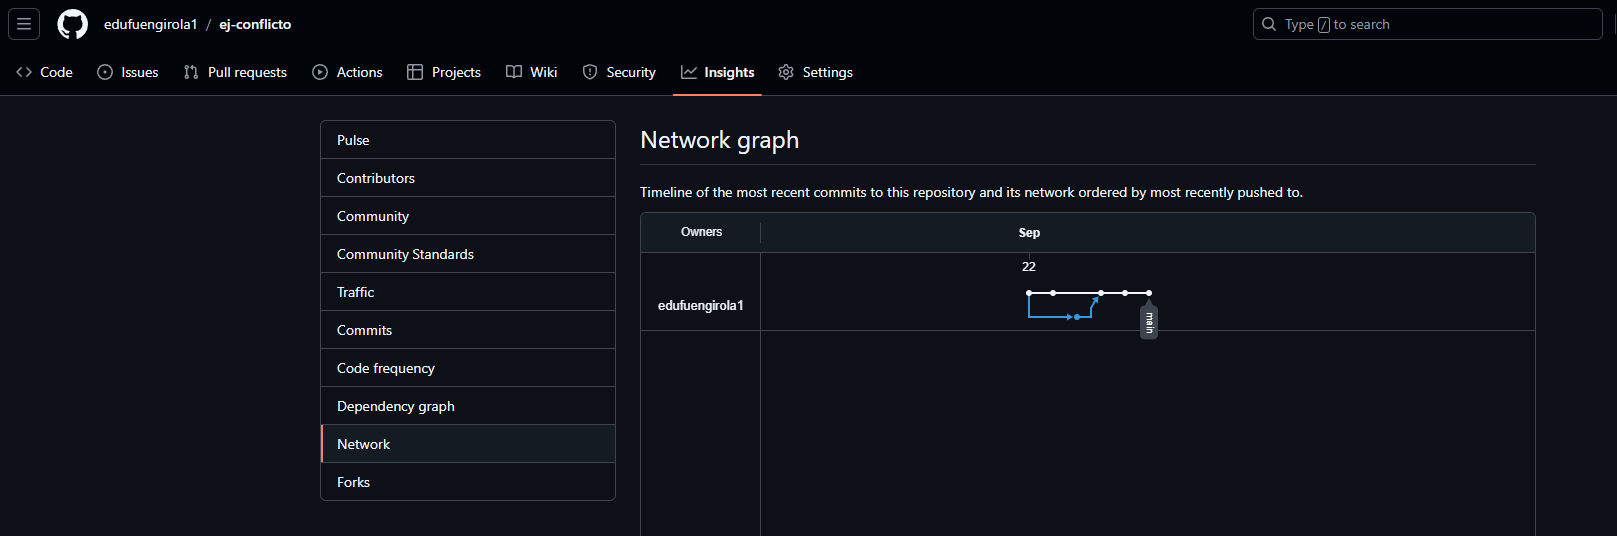 edufuengirola1 / ej-conflicto
Type / to search
Code Issues Pull requests Actions Projects Wiki Security Insights Settings
Pulse
Contributors
Community
Community Standards
Traffic
Commits
Code frequency
Dependency graph
Network
Forks
Network graph
Timeline of the most recent commits to this repository and its network ordered by most recently pushed to.
Owners
Sep
22
edufuengirola1
main